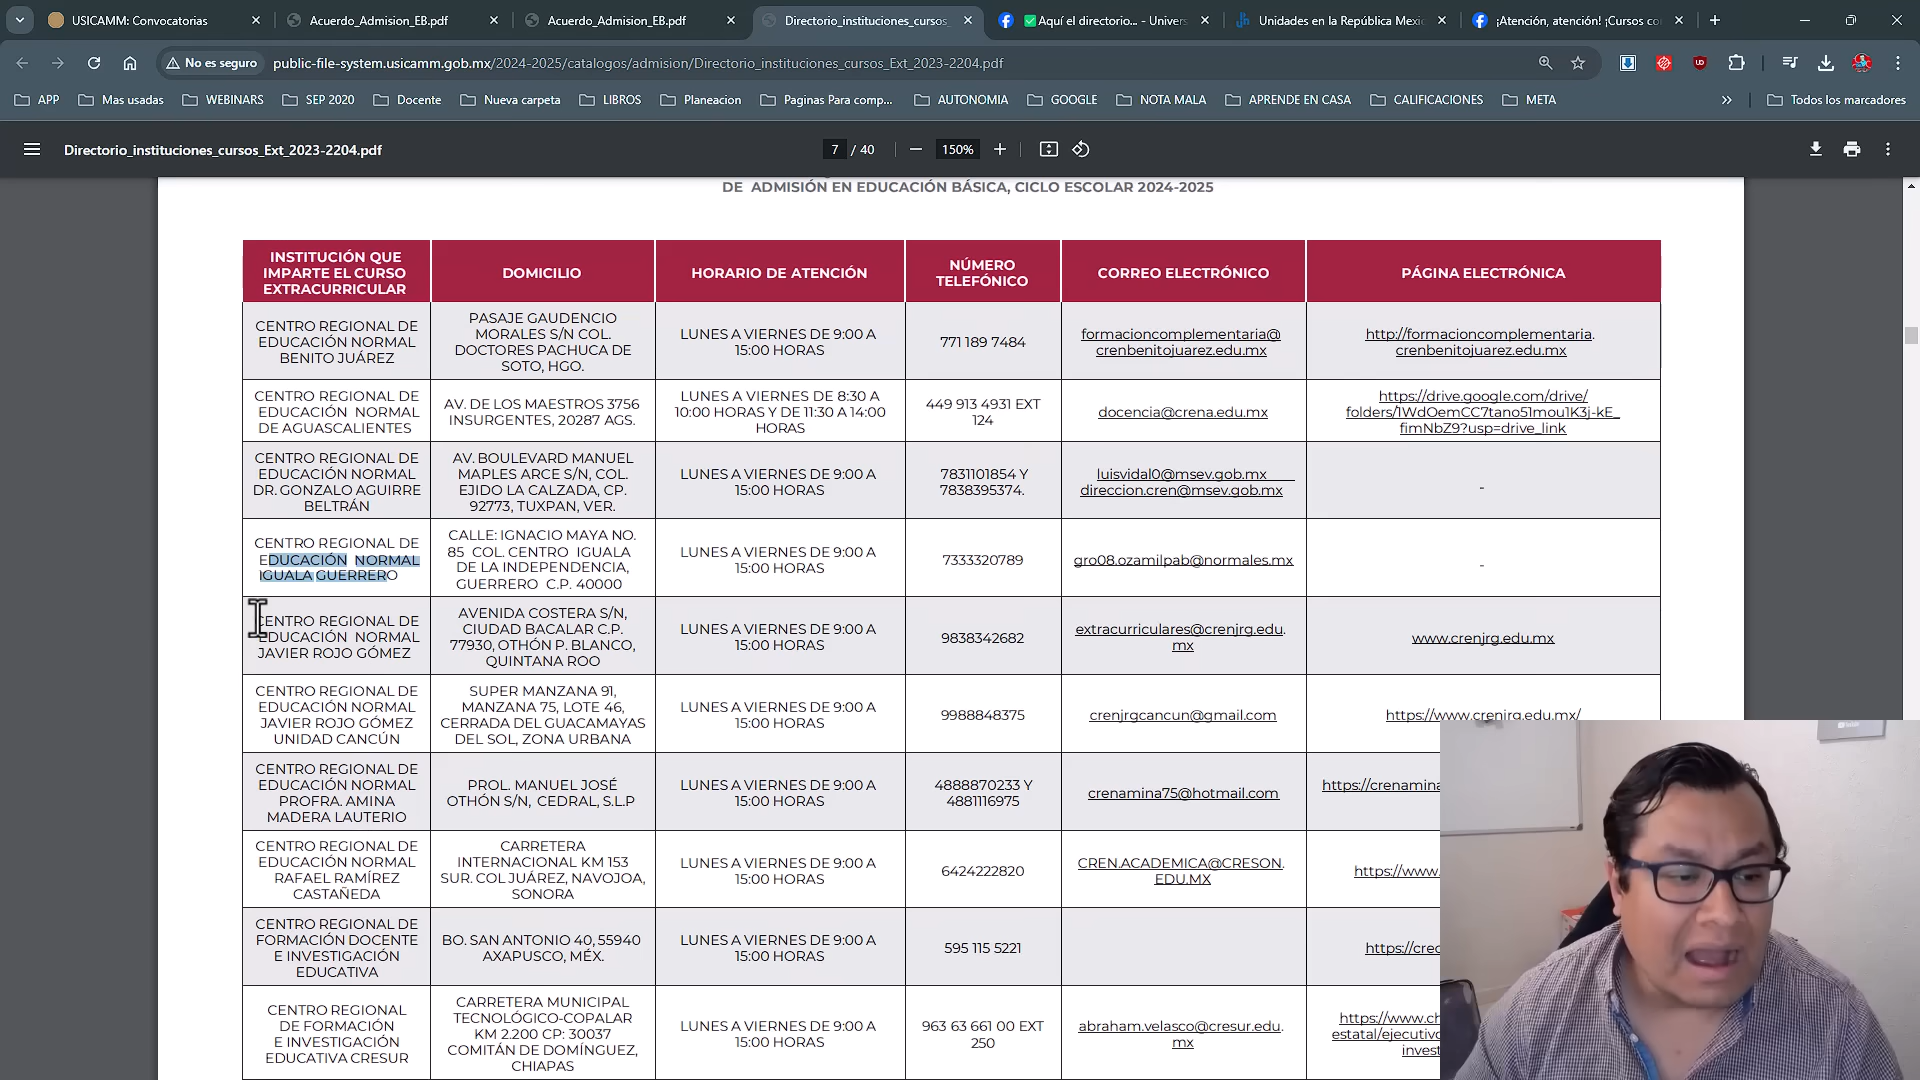 USICAMM: Convocatorias
Acuerdo_Admision_EB.pdf
Acuerdo_Admision_EB.pdf
Directorio_instituciones_cursos
Aquí el directorio... - Univers
Unidades en la República Mexi
¡Atención, atención! ¡Cursos co
No es seguro
public-file-system.usicamm.gob.mx/2024-2025/catalogos/admision/Directorio_instituciones_cursos_Ext_2023-2204.pdf
APP
Mas usadas
WEBINARS
SEP 2020
Docente
Nueva carpeta
LIBROS
Planeacion
Paginas Para comp...
AUTONOMIA
GOOGLE
NOTA MALA
APRENDE EN CASA
CALIFICACIONES
META
Todos los marcadores
Directorio_instituciones_cursos_Ext_2023-2204.pdf
7 / 40
150%
DE ADMISIÓN EN EDUCACIÓN BÁSICA, CICLO ESCOLAR 2024-2025
INSTITUCIÓN QUE
IMPARTE EL CURSO
EXTRACURRICULAR
DOMICILIO
HORARIO DE ATENCIÓN
NÚMERO
TELEFÓNICO
CORREO ELECTRÓNICO
PÁGINA ELECTRÓNICA
CENTRO REGIONAL DE
EDUCACIÓN NORMAL
BENITO JUÁREZ
PASAJE GAUDENCIO
MORALES S/N COL.
DOCTORES PACHUCA DE
SOTO, HGO.
LUNES A VIERNES DE 9:00 A
15:00 HORAS
771 189 7484
formacioncomplementaria@
crenbenitojuarez.edu.mx
http://formacioncomplementaria.
crenbenitojuarez.edu.mx
CENTRO REGIONAL DE
EDUCACIÓN NORMAL
DE AGUASCALIENTES
AV. DE LOS MAESTROS 3756
INSURGENTES, 20287 AGS.
LUNES A VIERNES DE 8:30 A
10:00 HORAS Y DE 11:30 A 14:00
HORAS
449 913 4931 EXT
124
docencia@crena.edu.mx
https://drive.google.com/drive/
folders/1WdOemCC7tano51mou1K3j-kE_
fimNbZ9?usp=drive_link
CENTRO REGIONAL DE
EDUCACIÓN NORMAL
DR. GONZALO AGUIRRE
BELTRÁN
AV. BOULEVARD MANUEL
MAPLES ARCE S/N, COL.
EJIDO LA CALZADA, CP.
92773, TUXPAN, VER.
LUNES A VIERNES DE 9:00 A
15:00 HORAS
7831101854 Y
7838395374.
luisvidal0@msev.gob.mx
direccion.cren@msev.gob.mx
-
CENTRO REGIONAL DE
EDUCACIÓN NORMAL
IGUALA GUERRERO
CALLE: IGNACIO MAYA NO.
85 COL. CENTRO IGUALA
DE LA INDEPENDENCIA,
GUERRERO C.P. 40000
LUNES A VIERNES DE 9:00 A
15:00 HORAS
7333320789
gro08.ozamilpab@normales.mx
-
CENTRO REGIONAL DE
EDUCACIÓN NORMAL
JAVIER ROJO GÓMEZ
AVENIDA COSTERA S/N,
CIUDAD BACALAR C.P.
77930, OTHÓN P. BLANCO,
QUINTANA ROO
LUNES A VIERNES DE 9:00 A
15:00 HORAS
9838342682
extracurriculares@crenjrg.edu.
mx
www.crenjrg.edu.mx
CENTRO REGIONAL DE
EDUCACIÓN NORMAL
JAVIER ROJO GÓMEZ
UNIDAD CANCÚN
SUPER MANZANA 91,
MANZANA 75, LOTE 46,
CERRADA DEL GUACAMAYAS
DEL SOL, ZONA URBANA
LUNES A VIERNES DE 9:00 A
15:00 HORAS
9988848375
crenjrgcancun@gmail.com
https://www.crenjrg.edu.mx/
CENTRO REGIONAL DE
EDUCACIÓN NORMAL
PROFRA. AMINA
MADERA LAUTERIO
PROL. MANUEL JOSÉ
OTHÓN S/N, CEDRAL, S.L.P
LUNES A VIERNES DE 9:00 A
15:00 HORAS
4888870233 Y
4881116975
crenamina75@hotmail.com
https://crenamina
CENTRO REGIONAL DE
EDUCACIÓN NORMAL
RAFAEL RAMÍREZ
CASTAÑEDA
CARRETERA
INTERNACIONAL KM 153
SUR. COL JUÁREZ, NAVOJOA,
SONORA
LUNES A VIERNES DE 9:00 A
15:00 HORAS
6424222820
CREN.ACADEMICA@CRESON.
EDU.MX
https://www.
CENTRO REGIONAL DE
FORMACIÓN DOCENTE
E INVESTIGACIÓN
EDUCATIVA
BO. SAN ANTONIO 40, 55940
AXAPUSCO, MÉX.
LUNES A VIERNES DE 9:00 A
15:00 HORAS
595 115 5221
https://crec
CENTRO REGIONAL
DE FORMACIÓN
E INVESTIGACIÓN
EDUCATIVA CRESUR
CARRETERA MUNICIPAL
TECNOLÓGICO-COPALAR
KM 2.200 CP: 30037
COMITÁN DE DOMÍNGUEZ,
CHIAPAS
LUNES A VIERNES DE 9:00 A
15:00 HORAS
963 63 661 00 EXT
250
abraham.velasco@cresur.edu.
mx
https://www.ch
estatal/ejecutivo
invest